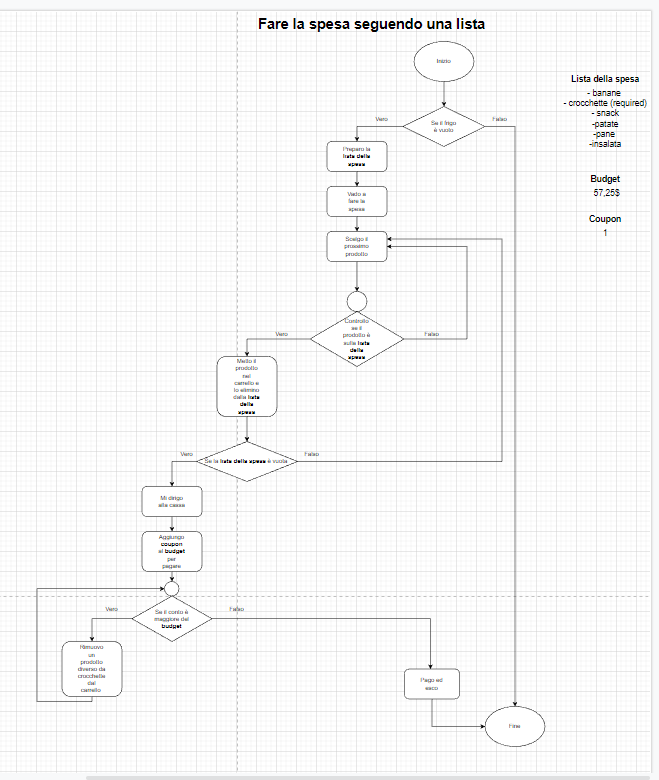 Fare la spesa seguendo una lista
Inizio
Lista della spesa
- banane
- crocchette (required)
- snack
-patate
-pane
-insalata
Budget
57,25$
Coupon
1
Vero
Se il frigo
è vuoto
Falso
Preparo la
lista della
spesa
Vado a
fare la
spesa
Scelgo il
prossimo
prodotto
Vero
Controllo
se il
prodotto è
sulla lista
della
spesa
Falso
Metto il
prodotto
nel
carrello e
lo elimino
dalla lista
della
spesa
Vero
Se la lista della spesa è vuota
Falso
Mi dirigo
alla cassa
Aggiungo
coupon
al budget
per
pagare
Vero
Se il conto è
maggiore del
budget
Falso
Rimuovo
un
prodotto
diverso da
crocchette
dal
carrello
Pago ed
esco
Fine